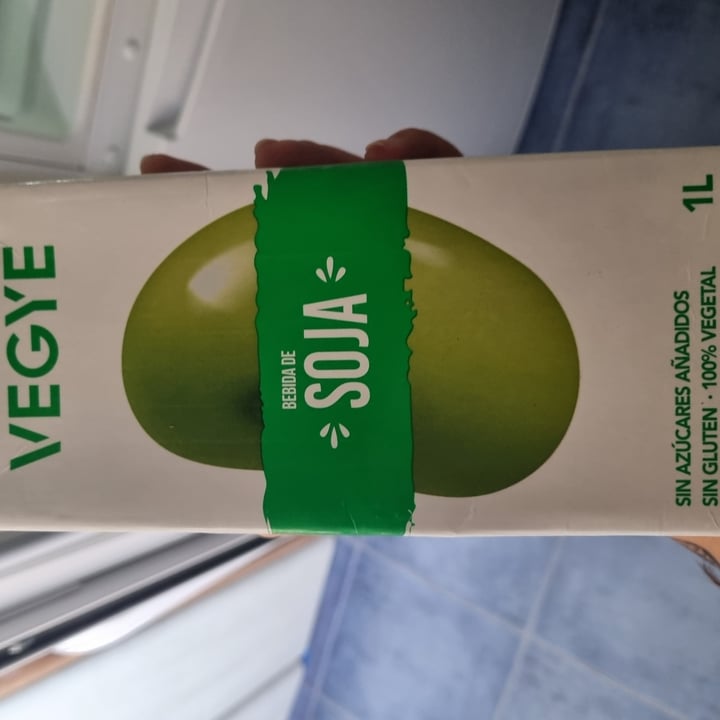 VEGYE
BEBIDA DE
SOJA
SIN AZÚCARES AÑADIDOS
SIN GLUTEN · 100% VEGETAL
1L